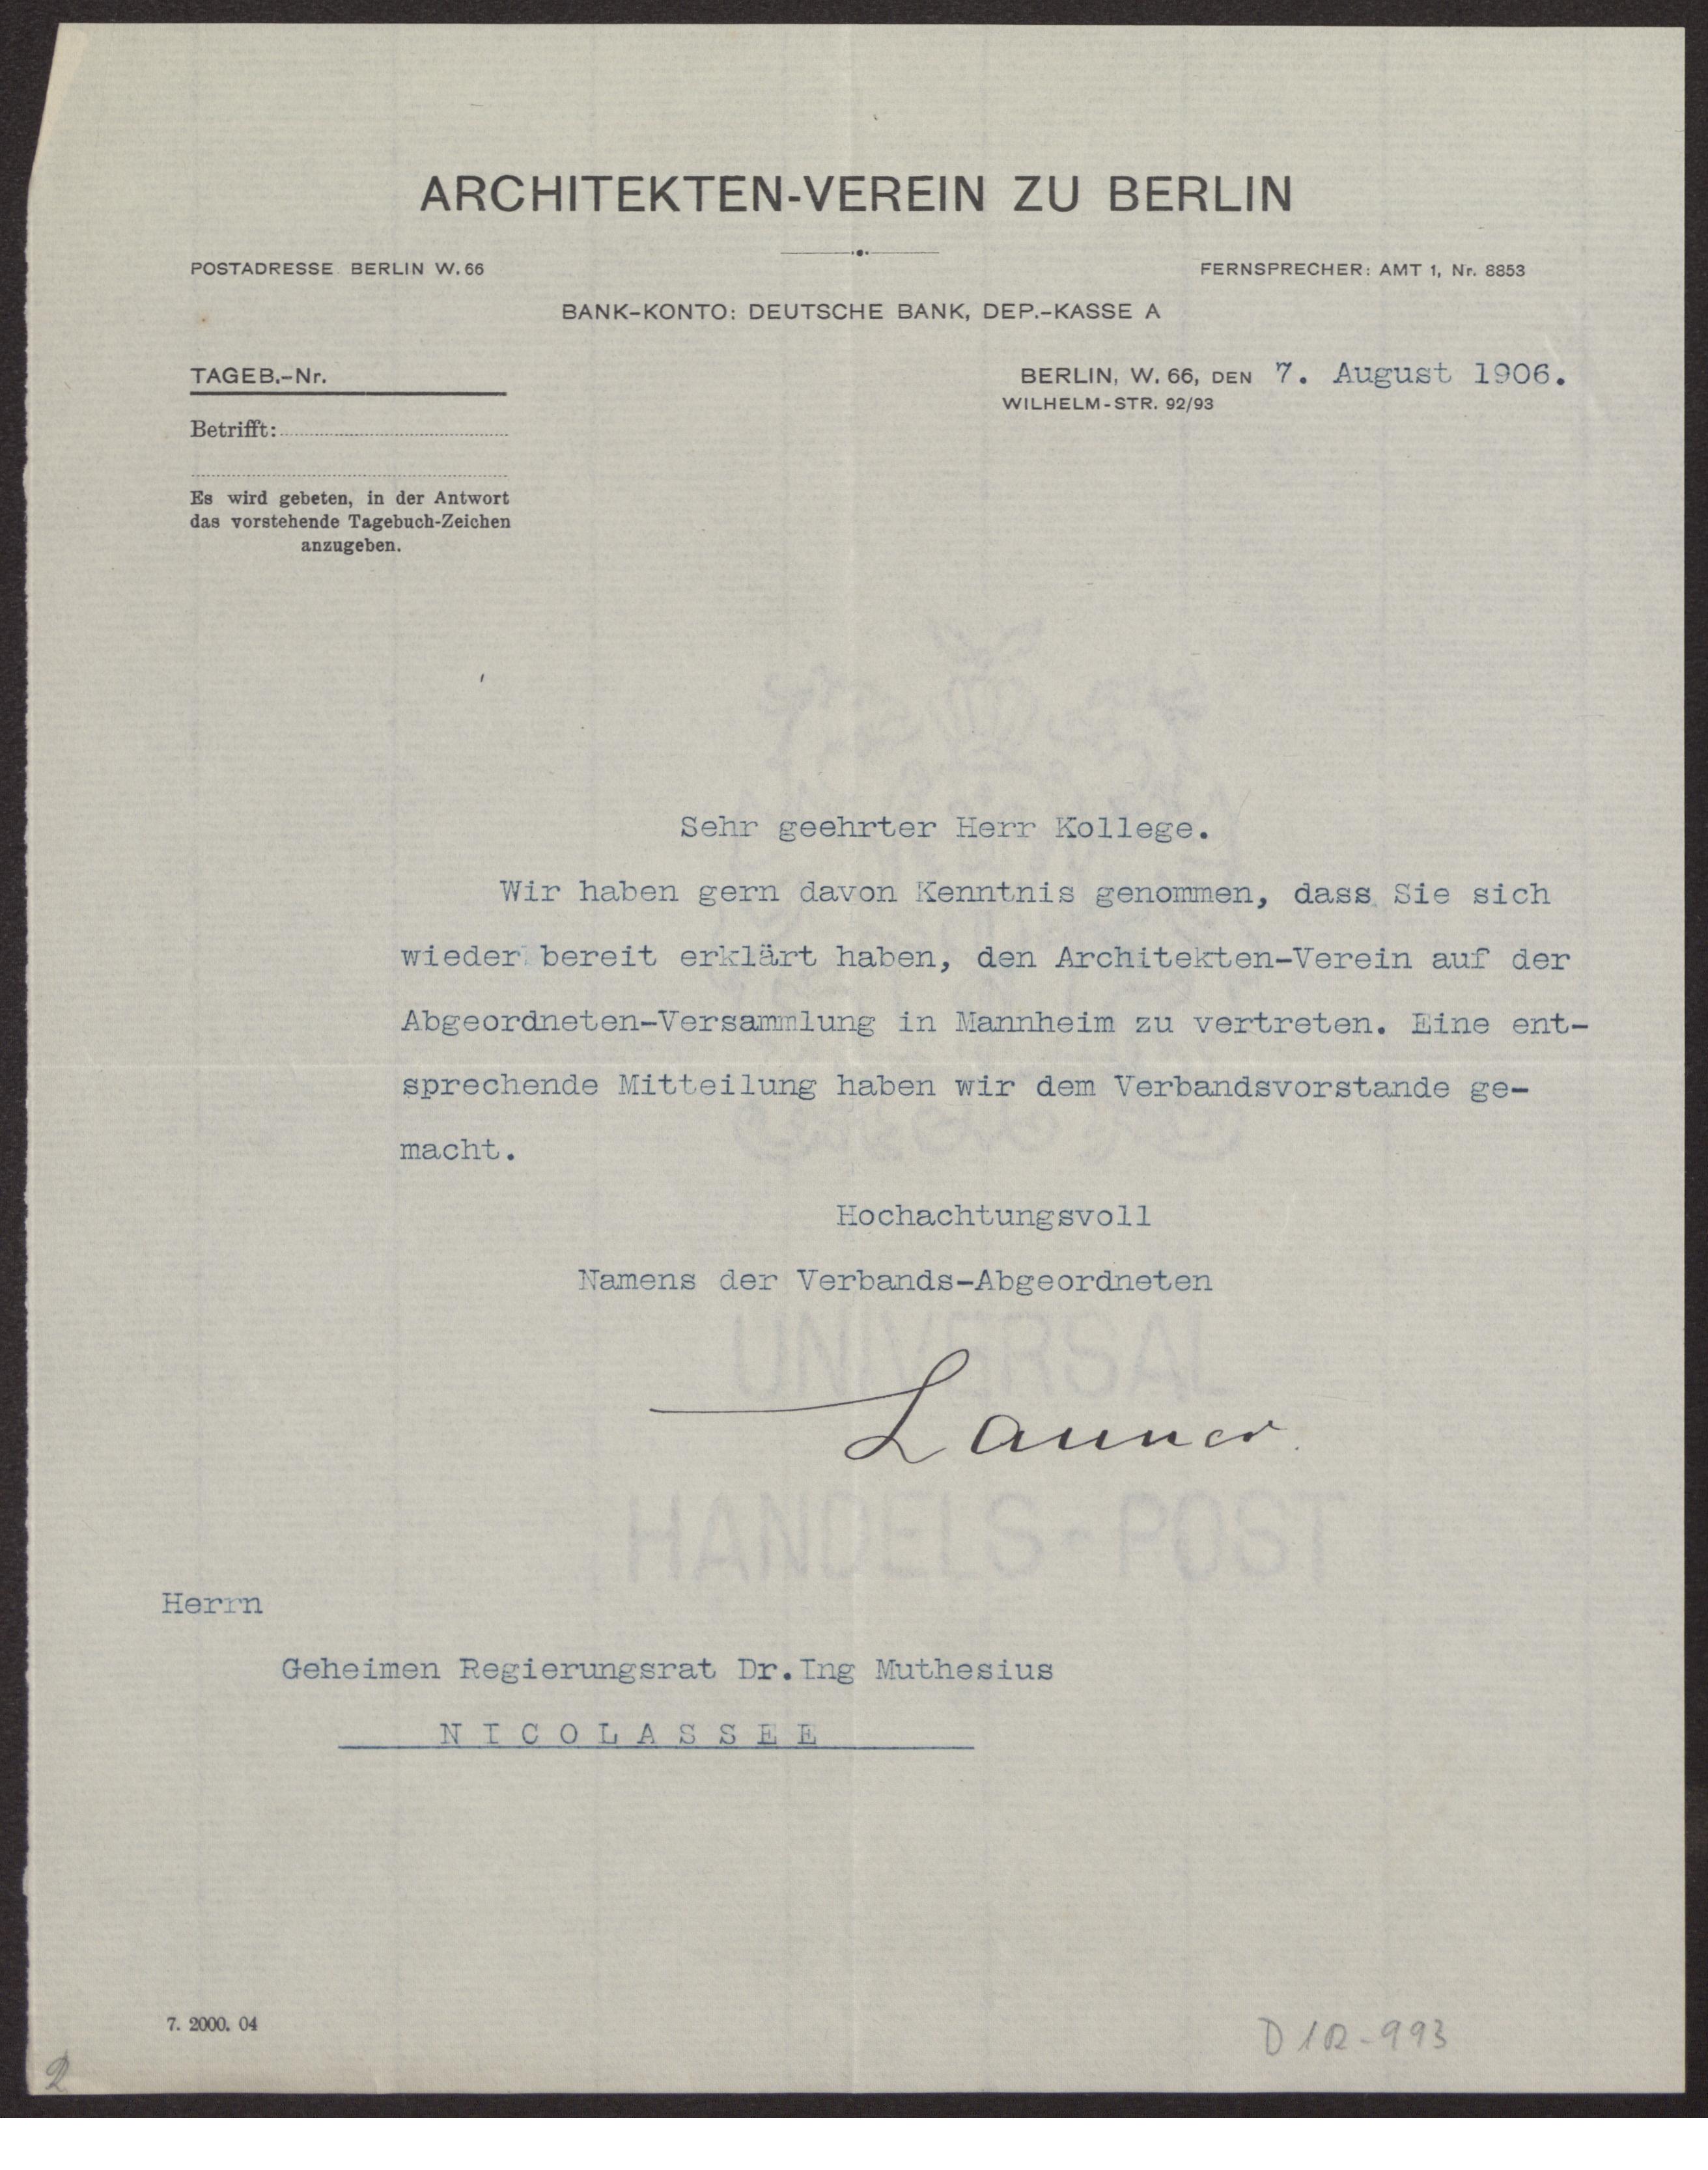 ARCHITEKTEN-VEREIN ZU BERLIN
POSTADRESSE BERLIN W. 66
FERNSPRECHER: AMT 1, Nr. 8853
BANK-KONTO: DEUTSCHE BANK, DEP.-KASSE A
TAGEB.-Nr.
BERLIN, W. 66, DEN 7. August 1906.
WILHELM-STR. 92/93
Betrifft:
Es wird gebeten, in der Antwort
das vorstehende Tagebuch-Zeichen
anzugeben.
Sehr geehrter Herr Kollege.
Wir haben gern davon Kenntnis genommen, dass Sie sich
wieder bereit erklärt haben, den Architekten-Verein auf der
Abgeordneten-Versammlung in Mannheim zu vertreten. Eine ent-
sprechende Mitteilung haben wir dem Verbandsvorstande ge-
macht.
Hochachtungsvoll
Namens der Verbands-Abgeordneten
UNIVERSAL
Launer
HANDELS-POST
Herrn
Geheimen Regierungsrat Dr.Ing Muthesius
NICOLASSEE
7. 2000. 04
2